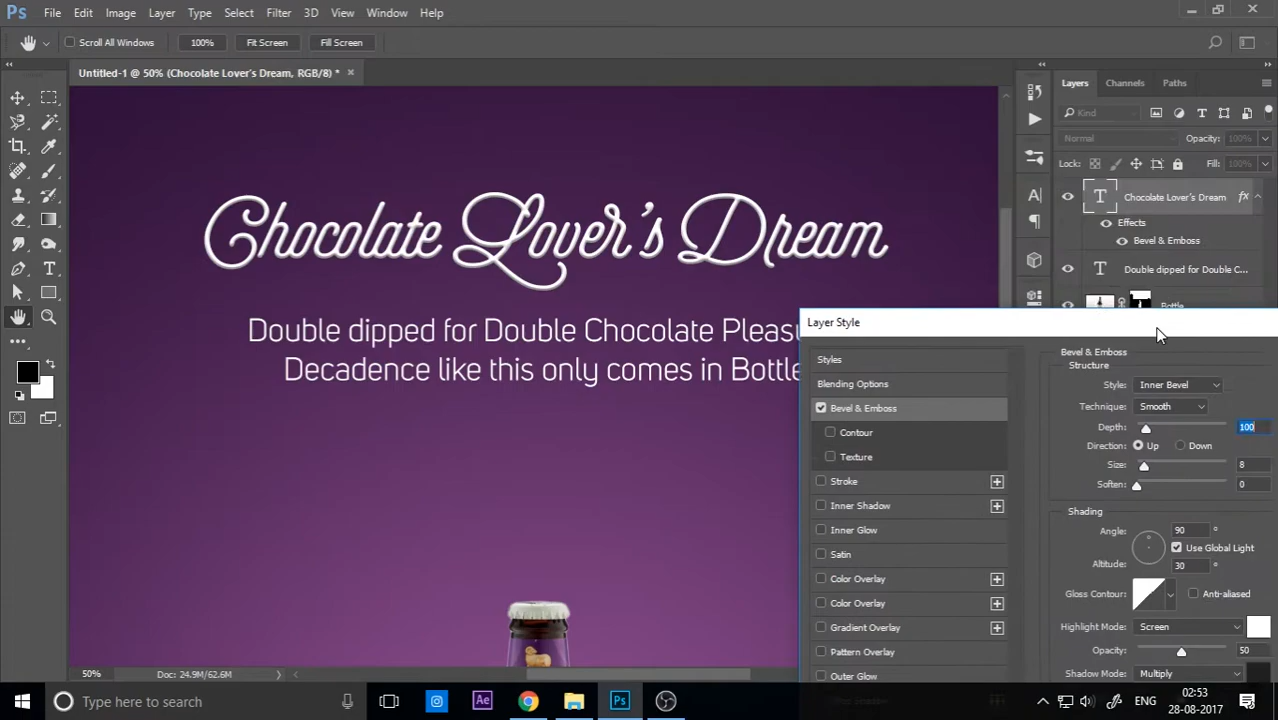 Ps File Edit Image Layer Type Select Filter 3D View Window Help
Scroll All Windows 100% Fit Screen Fill Screen
Untitled-1 @ 50% (Chocolate Lover's Dream, RGB/8) * ×
Layers Channels Paths
Kind
Normal Opacity: 100%
Lock: Fill: 100%
T Chocolate Lover's Dream fx
Effects
Bevel & Emboss
T Double dipped for Double C...
Bottle
Chocolate Lover's Dream
Double dipped for Double Chocolate Pleasu
Decadence like this only comes in Bottle
Layer Style
Styles
Blending Options
Bevel & Emboss
Contour
Texture
Stroke
Inner Shadow
Inner Glow
Satin
Color Overlay
Color Overlay
Gradient Overlay
Pattern Overlay
Outer Glow
Bevel & Emboss
Structure
Style: Inner Bevel
Technique: Smooth
Depth: 100
Direction: Up Down
Size: 8
Soften: 0
Shading
Angle: 90 °
Use Global Light
Altitude: 30 °
Gloss Contour: Anti-aliased
Highlight Mode: Screen
Opacity: 50
Shadow Mode: Multiply
50% Doc: 24.9M/62.6M
Type here to search
Ae Ps
ENG
02:53
28-08-2017